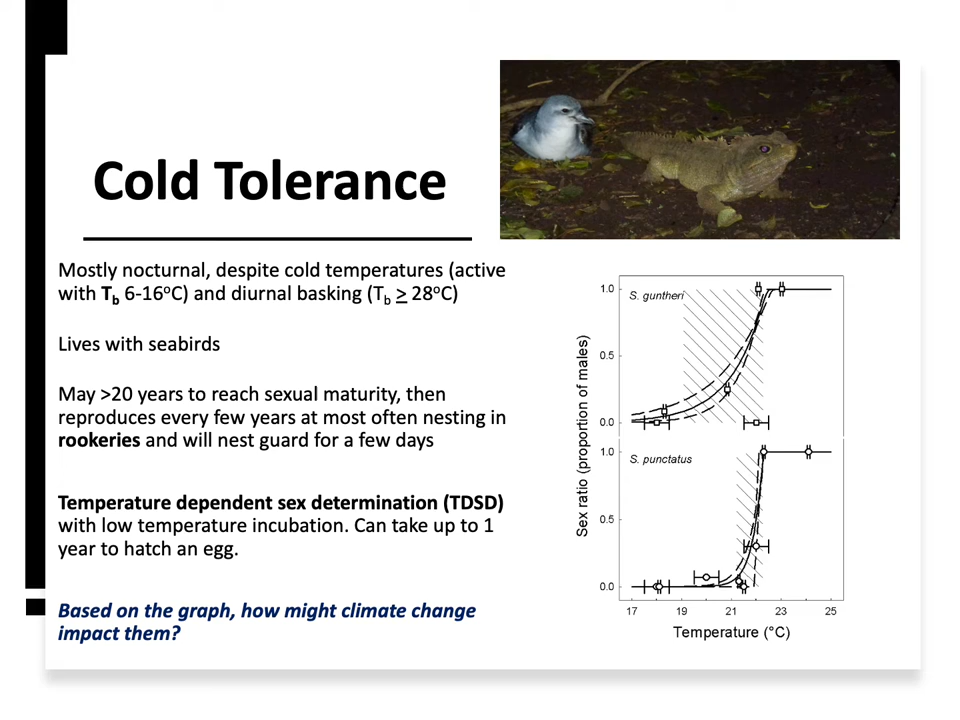 Cold Tolerance
Mostly nocturnal, despite cold temperatures (active
with Tb 6-16oC) and diurnal basking (Tb ≥ 28oC)
Lives with seabirds
May >20 years to reach sexual maturity, then
reproduces every few years at most often nesting in
rookeries and will nest guard for a few days
Temperature dependent sex determination (TDSD)
with low temperature incubation. Can take up to 1
year to hatch an egg.
Based on the graph, how might climate change
impact them?
Sex ratio (proportion of males)
1.0
S. guntheri
0.5
0.0
1.0
S. punctatus
0.5
0.0
17 19 21 23 25
Temperature (°C)